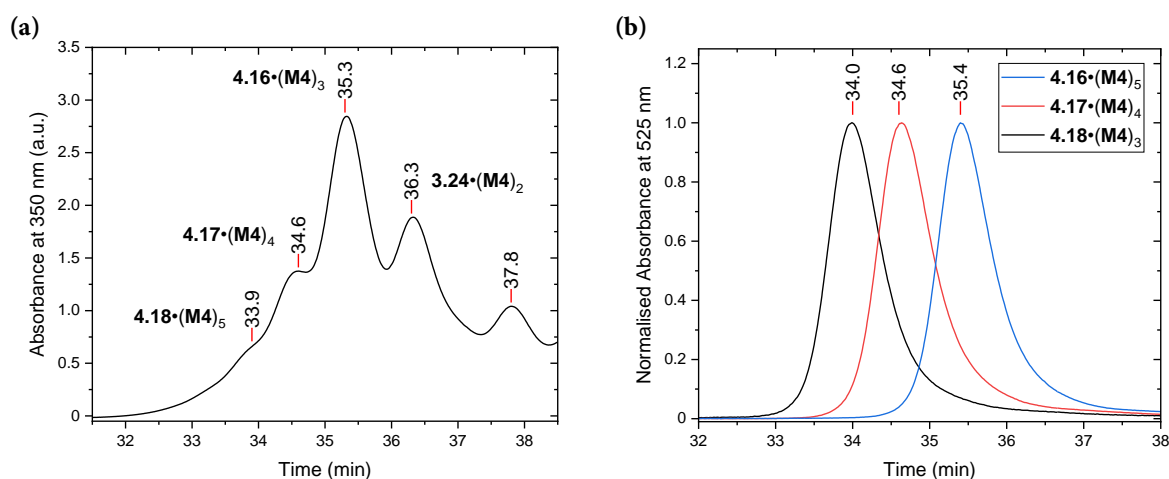 (a)
Absorbance at 350 nm (a.u.)
3.5
3.0
2.5
2.0
1.5
1.0
0.5
0
4.16•(M4)₃
35.3
3.24•(M4)₂
36.3
4.17•(M4)₄
34.6
37.8
4.18•(M4)₅
33.9
32 33 34 35 36 37 38
Time (min)
(b)
Normalised Absorbance at 525 nm
1.0
0.8
0.6
0.4
0.2
0
34.0
34.6
35.4
4.16•(M4)₅
4.17•(M4)₄
4.18•(M4)₃
32 33 34 35 36 37 38
Time (min)